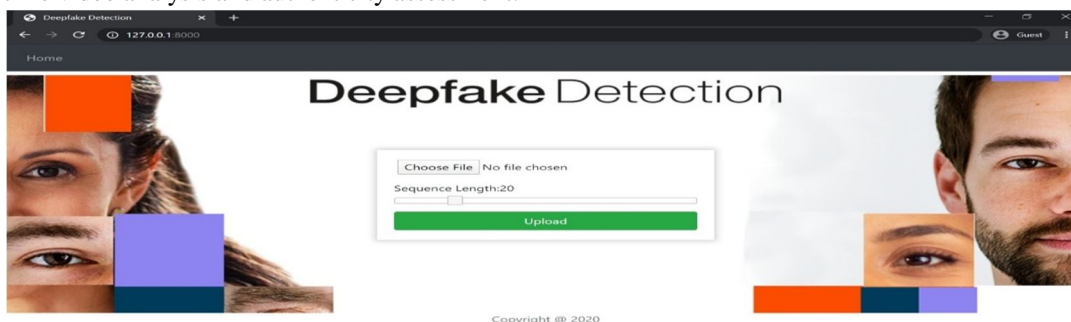 Deepfake Detection
127.0.0.1:8000
Guest
Home
Deepfake Detection
Choose File No file chosen
Sequence Length:20
Upload
Copyright @ 2020